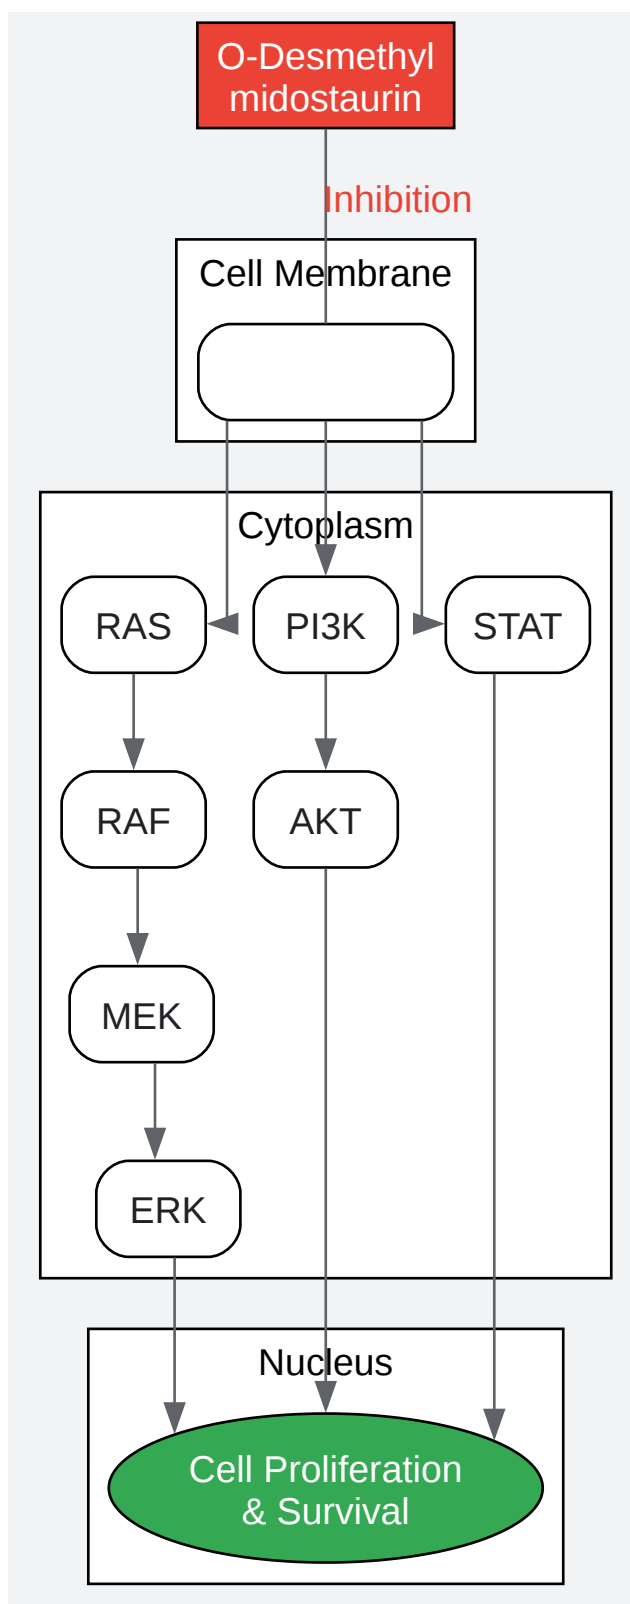 O-Desmethyl
midostaurin
Inhibition
Cell Membrane
Cytoplasm
RAS
PI3K
STAT
RAF
AKT
MEK
ERK
Nucleus
Cell Proliferation
& Survival